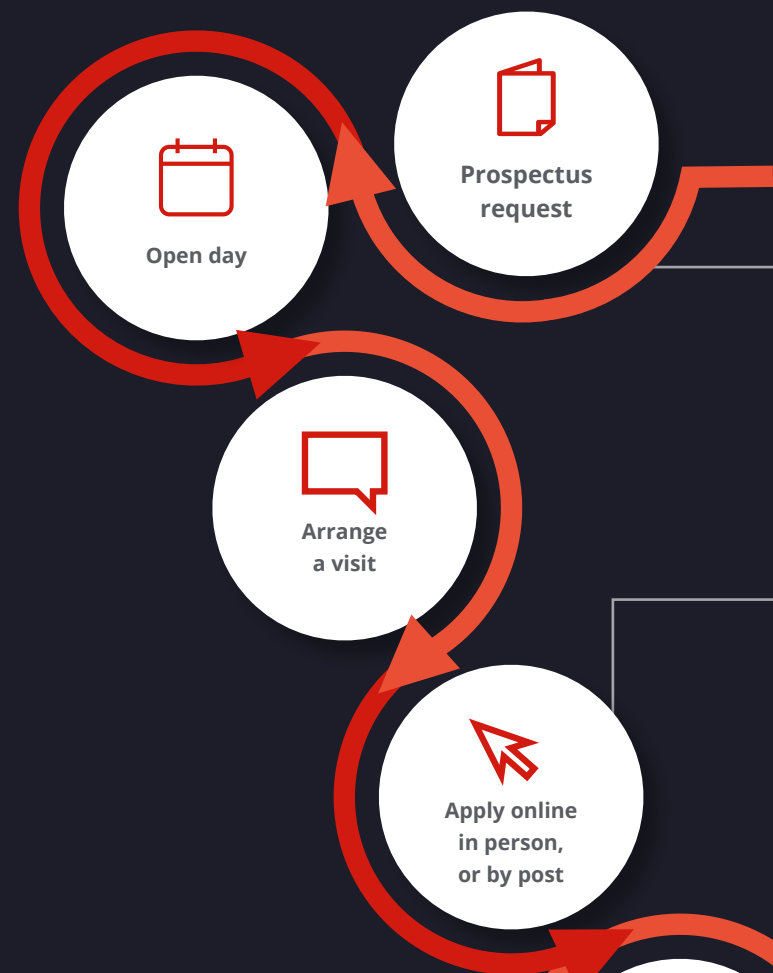 Prospectus
request
Open day
Arrange
a visit
Apply online
in person,
or by post